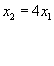 x₂ = 4x₁